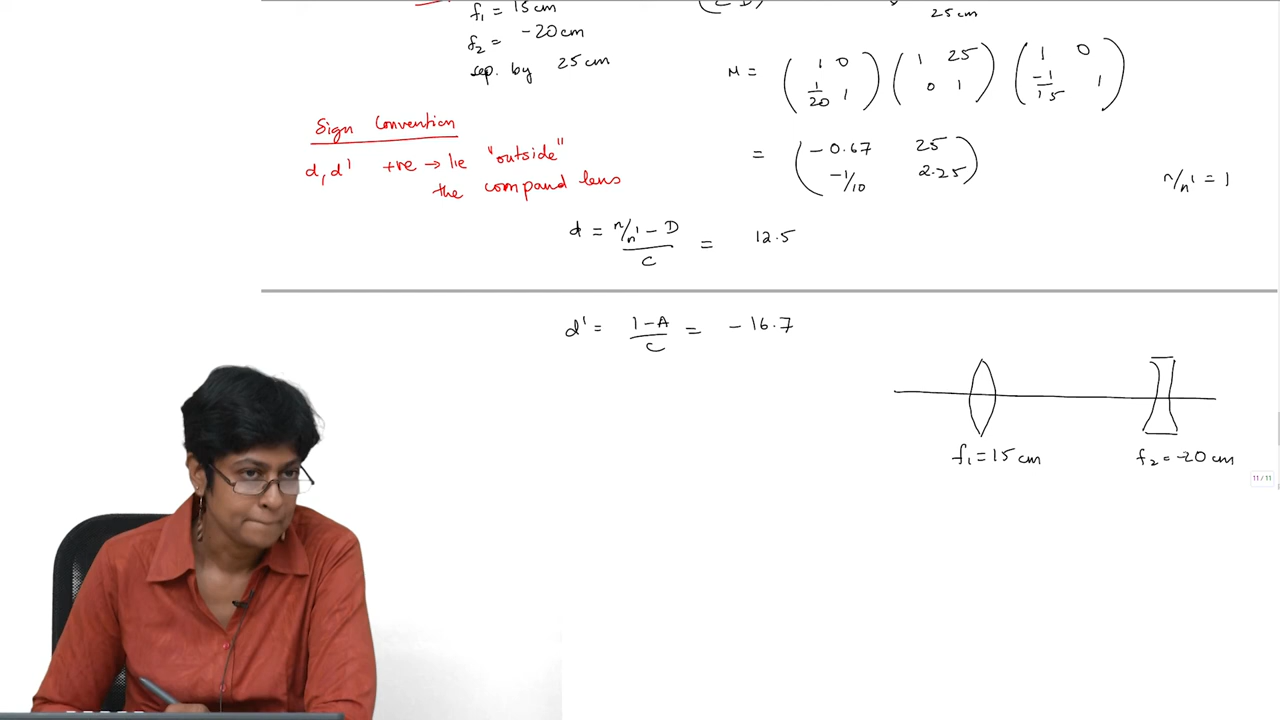 f₁ = 15 cm
(C D)
25 cm
f₂ = -20 cm
sep. by 25 cm
M = ( 1 0 ; 1/20 1 ) ( 1 25 ; 0 1 ) ( 1 0 ; -1/15 1 )
Sign Convention
d, d' +ve → lie "outside"
the compand lens
= ( -0.67 25 ; -1/10 2.25 )
n/n' = 1
d = (n/n' - D)/C = 12.5
d' = (1-A)/C = -16.7
f₁ = 15 cm
f₂ = -20 cm
11 / 11